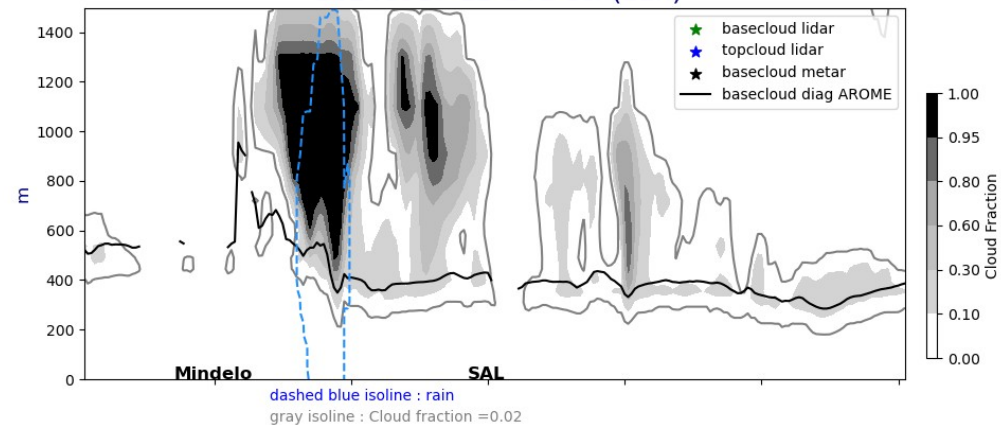 1400
1200
1000
800
600
400
200
0
m
basecloud lidar
topcloud lidar
basecloud metar
basecloud diag AROME
1.00
0.95
0.80
0.60
0.30
0.10
0.00
Cloud Fraction
Mindelo
SAL
dashed blue isoline : rain
gray isoline : Cloud fraction =0.02